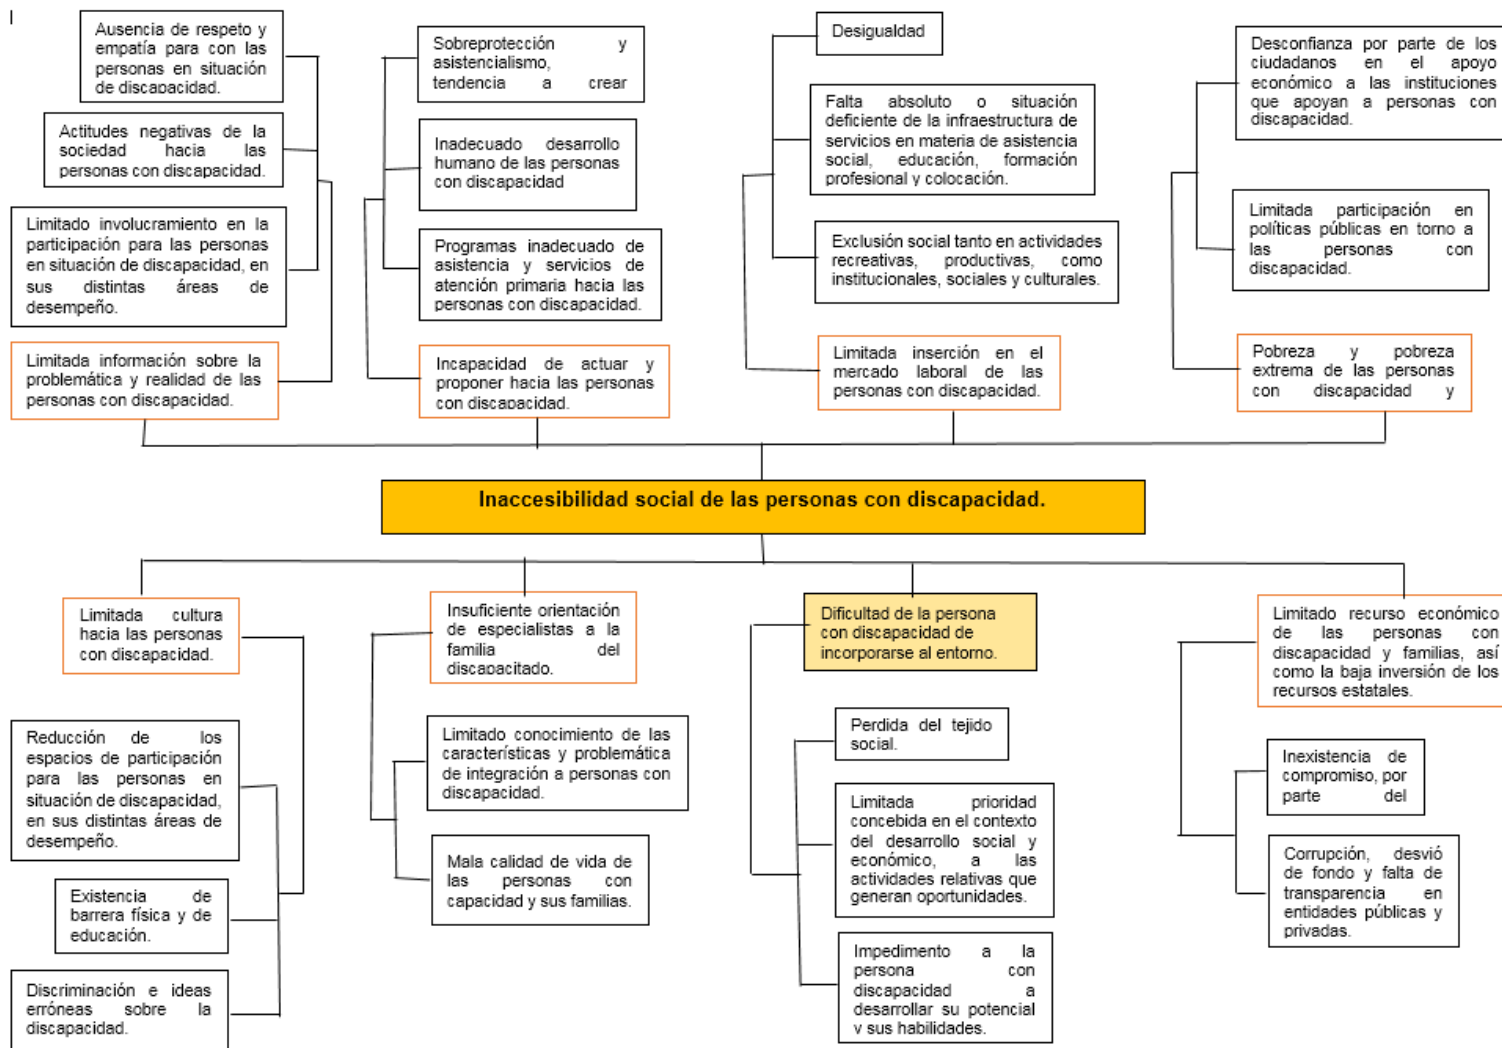 Ausencia de respeto y
empatía para con las
personas en situación
de discapacidad.
Actitudes negativas de la
sociedad hacia las
personas con discapacidad.
Limitado involucramiento en la
participación para las personas
en situación de discapacidad, en
sus distintas áreas de
desempeño.
Limitada información sobre la
problemática y realidad de las
personas con discapacidad.
Sobreprotección y
asistencialismo,
tendencia a crear
Inadecuado desarrollo
humano de las personas
con discapacidad
Programas inadecuado de
asistencia y servicios de
atención primaria hacia las
personas con discapacidad.
Incapacidad de actuar y
proponer hacia las personas
con discapacidad.
Desigualdad
Falta absoluto o situación
deficiente de la infraestructura de
servicios en materia de asistencia
social, educación, formación
profesional y colocación.
Exclusión social tanto en actividades
recreativas, productivas, como
institucionales, sociales y culturales.
Limitada inserción en el
mercado laboral de las
personas con discapacidad.
Desconfianza por parte de los
ciudadanos en el apoyo
económico a las instituciones
que apoyan a personas con
discapacidad.
Limitada participación en
políticas públicas en torno a
las personas con
discapacidad.
Pobreza y pobreza
extrema de las personas
con discapacidad y
Inaccesibilidad social de las personas con discapacidad.
Limitada cultura
hacia las personas
con discapacidad.
Reducción de los
espacios de participación
para las personas en
situación de discapacidad,
en sus distintas áreas de
desempeño.
Existencia de
barrera física y de
educación.
Discriminación e ideas
erróneas sobre la
discapacidad.
Insuficiente orientación
de especialistas a la
familia del
discapacitado.
Limitado conocimiento de las
características y problemática
de integración a personas con
discapacidad.
Mala calidad de vida de
las personas con
capacidad y sus familias.
Dificultad de la persona
con discapacidad de
incorporarse al entorno.
Perdida del tejido
social.
Limitada prioridad
concebida en el contexto
del desarrollo social y
económico, a las
actividades relativas que
generan oportunidades.
Impedimento a la
persona con
discapacidad a
desarrollar su potencial
y sus habilidades.
Limitado recurso económico
de las personas con
discapacidad y familias, así
como la baja inversión de los
recursos estatales.
Inexistencia de
compromiso, por
parte del
Corrupción, desvió
de fondo y falta de
transparencia en
entidades públicas y
privadas.